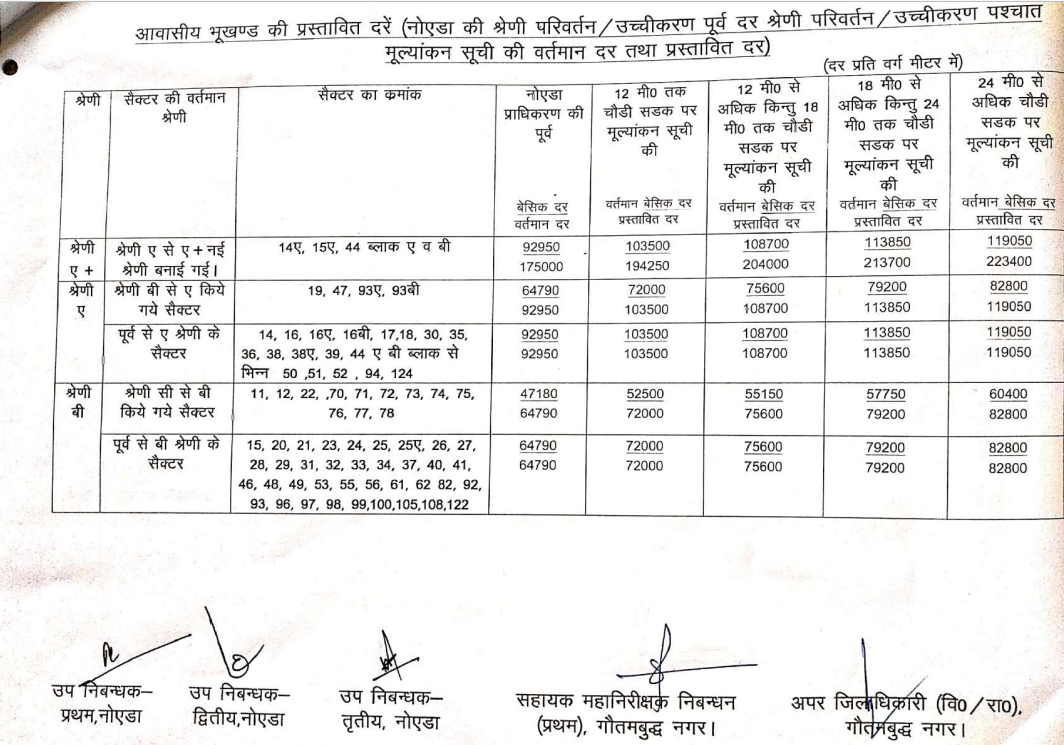 आवासीय भूखण्ड की प्रस्तावित दरें (नोएडा की श्रेणी परिवर्तन/उच्चीकरण पूर्व दर श्रेणी परिवर्तन/उच्चीकरण पश्चात
मूल्यांकन सूची की वर्तमान दर तथा प्रस्तावित दर)
(दर प्रति वर्ग मीटर में)
श्रेणी
सैक्टर की वर्तमान
श्रेणी
सैक्टर का क्रमांक
नोएडा
प्राधिकरण की
पूर्व
बेसिक दर
वर्तमान दर
12 मी0 तक
चौडी सडक पर
मूल्यांकन सूची
की
वर्तमान बेसिक दर
प्रस्तावित दर
12 मी0 से
अधिक किन्तु 18
मी0 तक चौडी
सडक पर
मूल्यांकन सूची
की
वर्तमान बेसिक दर
प्रस्तावित दर
18 मी0 से
अधिक किन्तु 24
मी0 तक चौडी
सडक पर
मूल्यांकन सूची
की
वर्तमान बेसिक दर
प्रस्तावित दर
24 मी0 से
अधिक चौडी
सडक पर
मूल्यांकन सूची
की
वर्तमान बेसिक दर
प्रस्तावित दर
श्रेणी
ए +
श्रेणी ए से ए + नई
श्रेणी बनाई गई।
14ए, 15ए, 44 ब्लाक ए व बी
92950
175000
103500
194250
108700
204000
113850
213700
119050
223400
श्रेणी
ए
श्रेणी बी से ए किये
गये सैक्टर
19, 47, 93ए, 93बी
64790
92950
72000
103500
75600
108700
79200
113850
82800
119050
पूर्व से ए श्रेणी के
सैक्टर
14, 16, 16ए, 16बी, 17,18, 30, 35,
36, 38, 38ए, 39, 44 ए बी ब्लाक से
भिन्न 50 ,51, 52 , 94, 124
92950
92950
103500
103500
108700
108700
113850
113850
119050
119050
श्रेणी
बी
श्रेणी सी से बी
किये गये सैक्टर
11, 12, 22, ,70, 71, 72, 73, 74, 75,
76, 77, 78
47180
64790
52500
72000
55150
75600
57750
79200
60400
82800
पूर्व से बी श्रेणी के
सैक्टर
15, 20, 21, 23, 24, 25, 25ए, 26, 27,
28, 29, 31, 32, 33, 34, 37, 40, 41,
46, 48, 49, 53, 55, 56, 61, 62 82, 92,
93, 96, 97, 98, 99,100,105,108,122
64790
64790
72000
72000
75600
75600
79200
79200
82800
82800
उप निबन्धक–
प्रथम,नोएडा
उप निबन्धक–
द्वितीय,नोएडा
उप निबन्धक–
तृतीय, नोएडा
सहायक महानिरीक्षक निबन्धन
(प्रथम), गौतमबुद्ध नगर।
अपर जिलाधिकारी (वि0/रा0),
गौतमबुद्ध नगर।